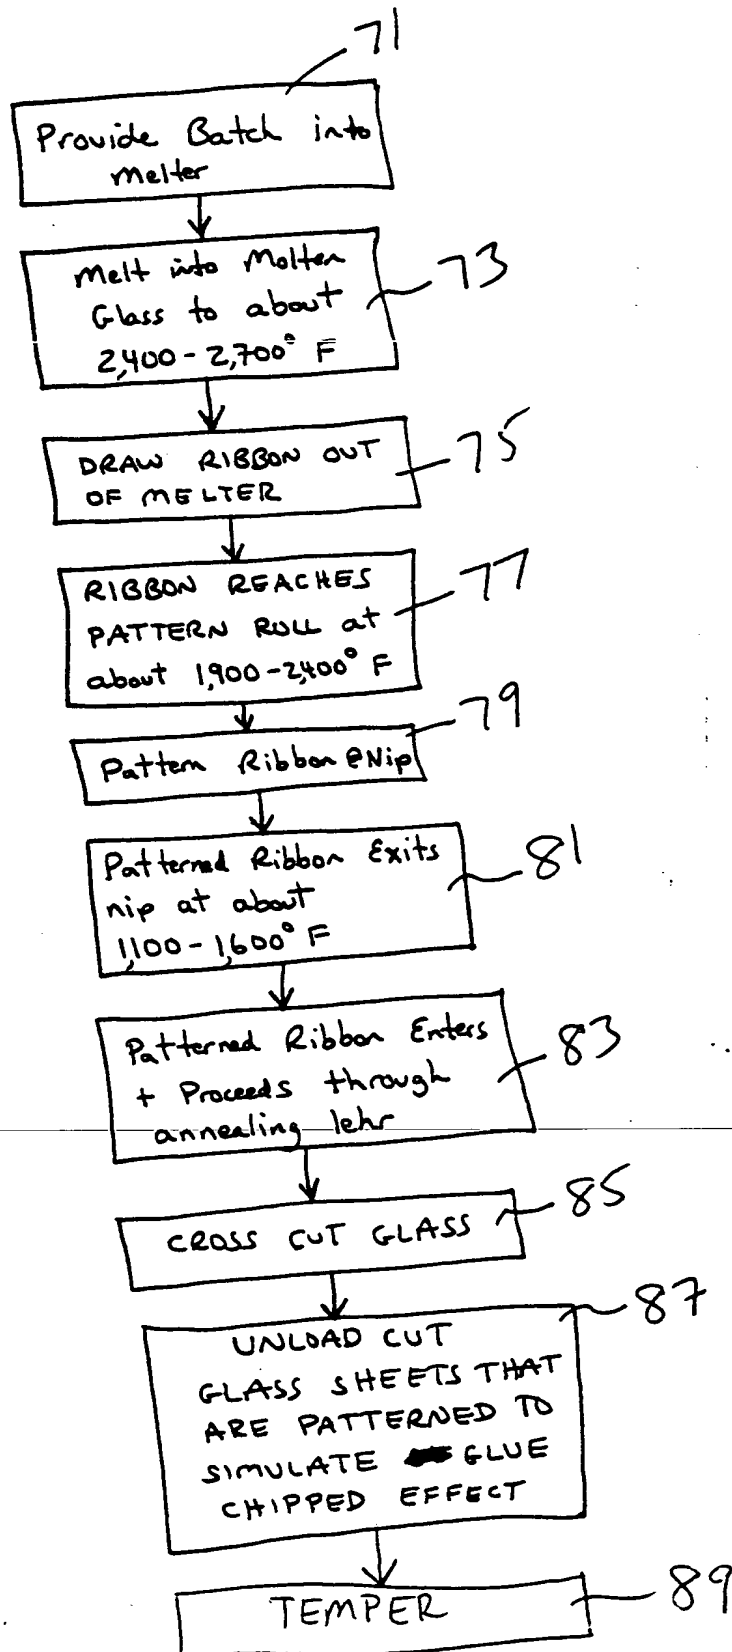 71
Provide Batch into
melter
melt into Molten
Glass to about
2,400 - 2,700° F
73
DRAW RIBBON OUT
OF MELTER
75
RIBBON REACHES
PATTERN ROLL at
about 1,900-2,400° F
77
79
Pattern Ribbon @Nip
Patterned Ribbon Exits
nip at about
1,100 - 1,600° F
81
Patterned Ribbon Enters
+ Proceeds through
annealing lehr
83
CROSS CUT GLASS
85
87
UNLOAD CUT
GLASS SHEETS THAT
ARE PATTERNED TO
SIMULATE GLUE
CHIPPED EFFECT
TEMPER
89